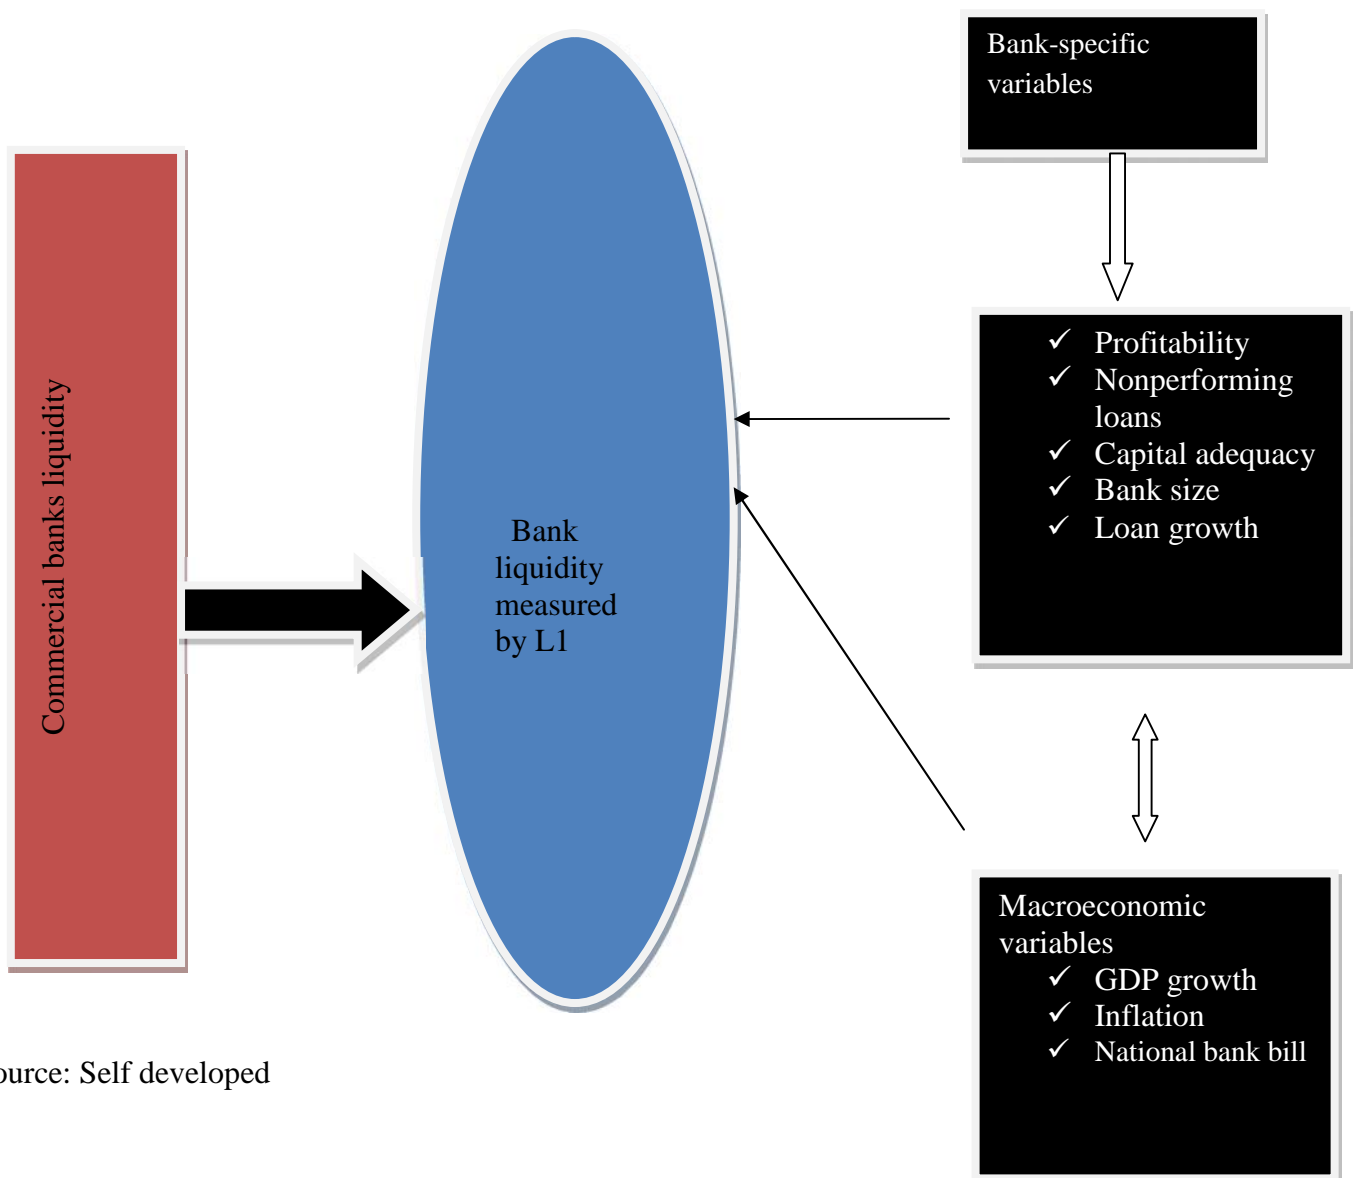 Commercial banks liquidity
Bank
liquidity
measured
by L1
Bank-specific
variables
✓ Profitability
✓ Nonperforming
loans
✓ Capital adequacy
✓ Bank size
✓ Loan growth
Macroeconomic
variables
✓ GDP growth
✓ Inflation
✓ National bank bill
ource: Self developed